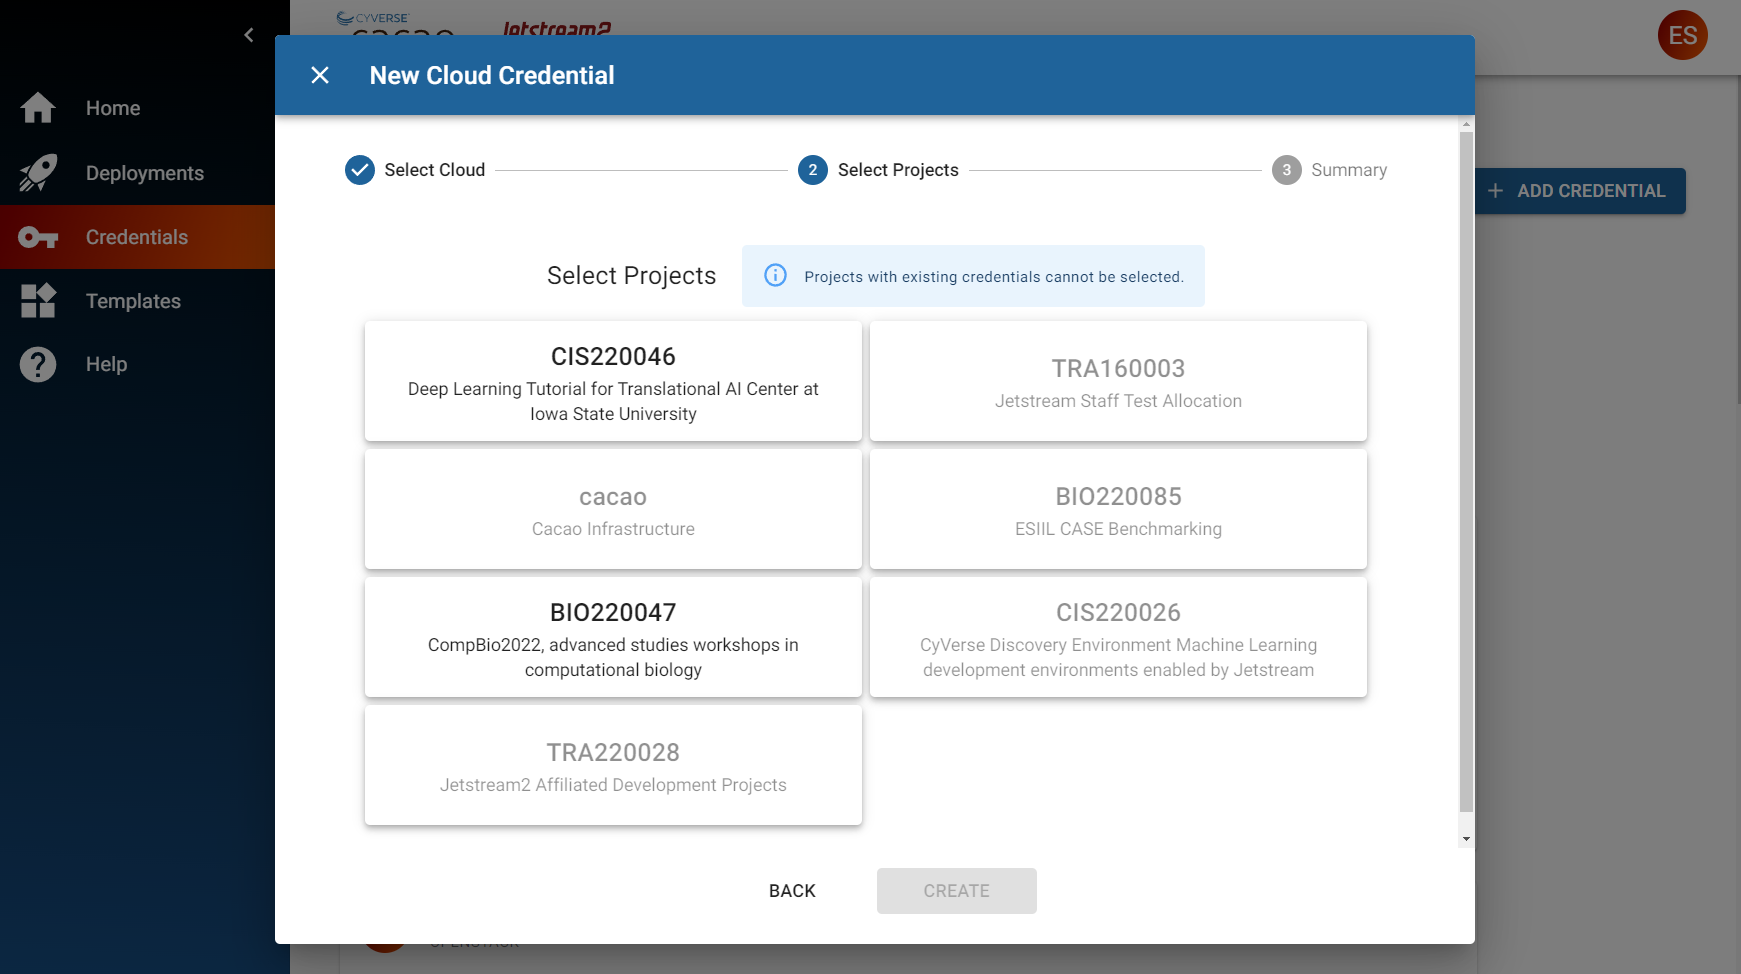 CYVERSE
cacao
Jetstream2
ES
Home
Deployments
Credentials
Templates
Help
New Cloud Credential
Select Cloud
2
Select Projects
3
Summary
ADD CREDENTIAL
Select Projects
Projects with existing credentials cannot be selected.
CIS220046
Deep Learning Tutorial for Translational AI Center at
Iowa State University
TRA160003
Jetstream Staff Test Allocation
cacao
Cacao Infrastructure
BIO220085
ESIIL CASE Benchmarking
BIO220047
CompBio2022, advanced studies workshops in
computational biology
CIS220026
CyVerse Discovery Environment Machine Learning
development environments enabled by Jetstream
TRA220028
Jetstream2 Affiliated Development Projects
BACK
CREATE
OPENSTACK